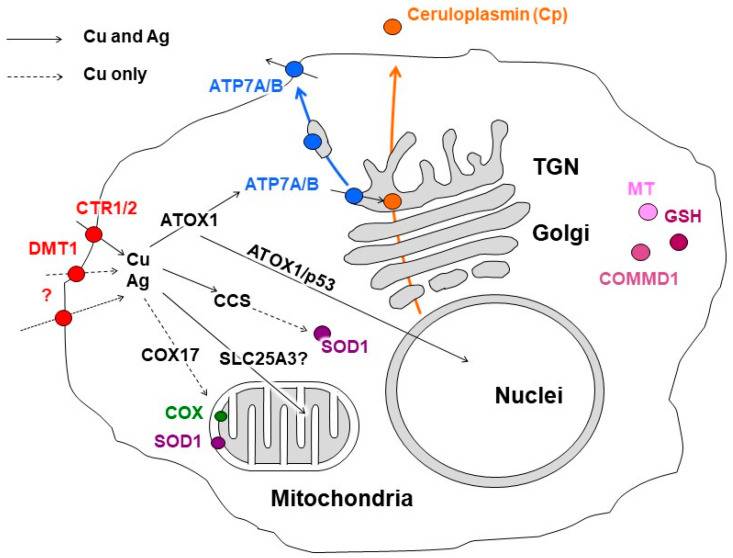 Ceruloplasmin (Cp)
Cu and Ag
Cu only
ATP7A/B
ATP7A/B
TGN
MT
CTR1/2
GSH
ATOX1
Golgi
DMT1
Cu
Ag
ATOX1/p53
COMMD1
?
CCS
SOD1
COX17
SLC25A3?
Nuclei
COX
SOD1
Mitochondria